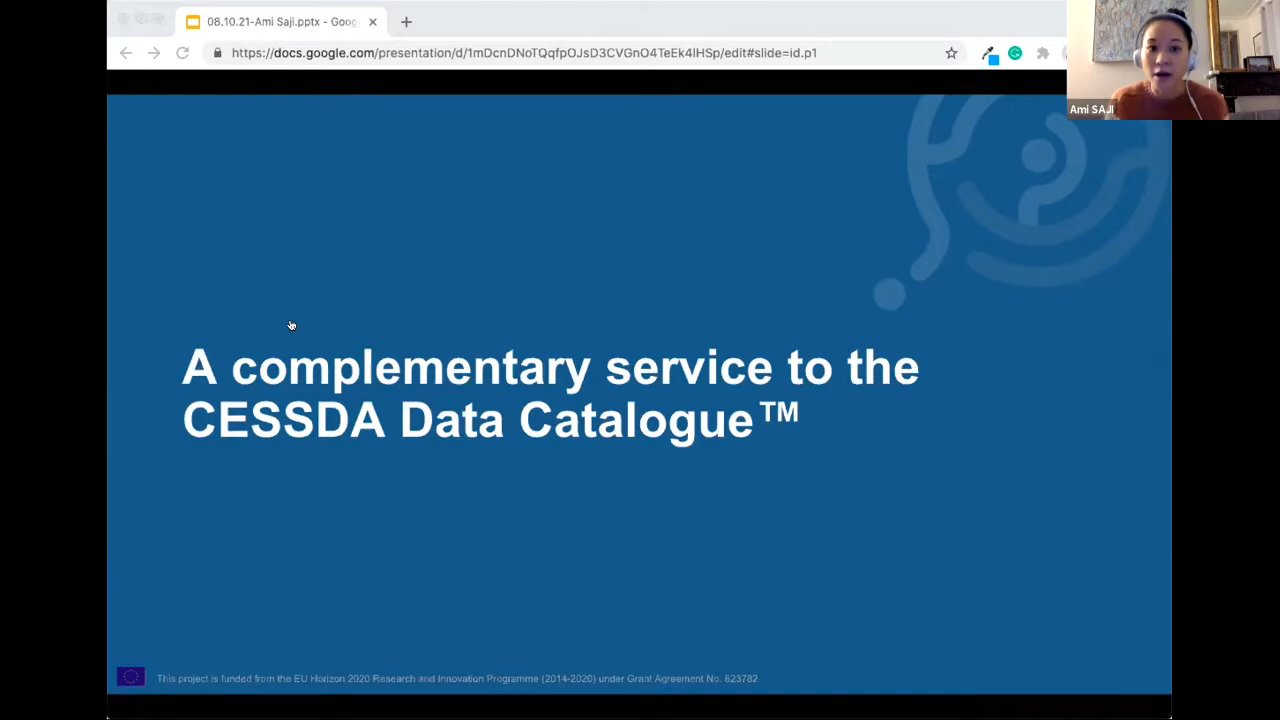 08.10.21-Ami Saji.pptx - Goog
https://docs.google.com/presentation/d/1mDcnDNoTQqfpOJsD3CVGnO4TeEk4lHSp/edit#slide=id.p1
Ami SAJI
A complementary service to the
CESSDA Data Catalogue™
This project is funded from the EU Horizon 2020 Research and Innovation Programme (2014-2020) under Grant Agreement No. 823782